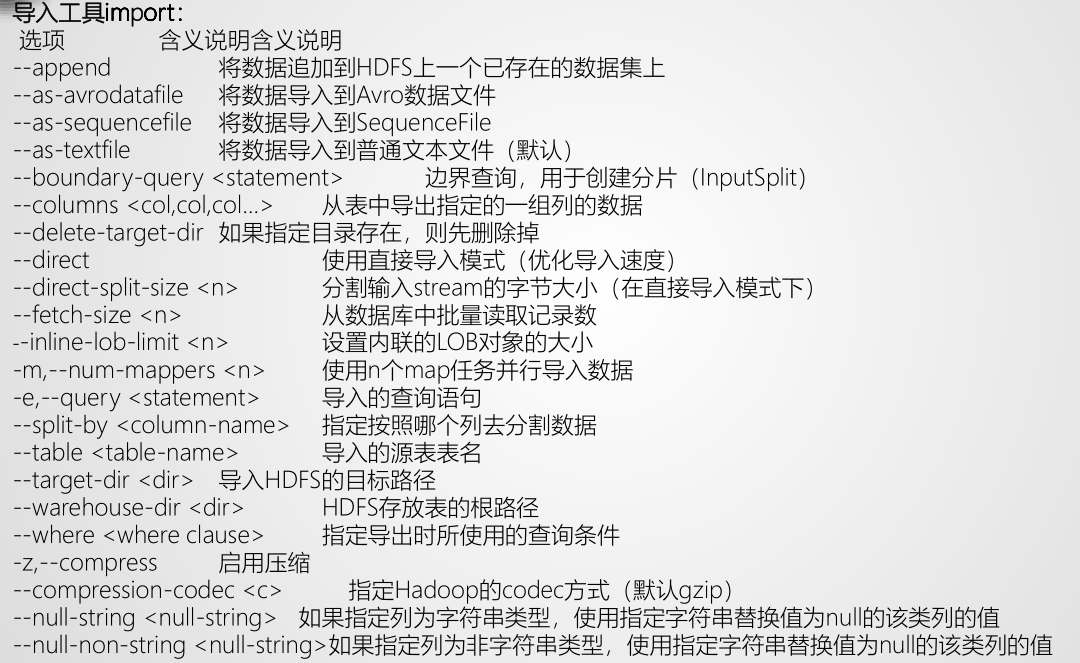 导入工具import：
选项 含义说明含义说明
--append 将数据追加到HDFS上一个已存在的数据集上
--as-avrodatafile 将数据导入到Avro数据文件
--as-sequencefile 将数据导入到SequenceFile
--as-textfile 将数据导入到普通文本文件（默认）
--boundary-query <statement> 边界查询，用于创建分片（InputSplit）
--columns <col,col,col…> 从表中导出指定的一组列的数据
--delete-target-dir 如果指定目录存在，则先删除掉
--direct 使用直接导入模式（优化导入速度）
--direct-split-size <n> 分割输入stream的字节大小（在直接导入模式下）
--fetch-size <n> 从数据库中批量读取记录数
--inline-lob-limit <n> 设置内联的LOB对象的大小
-m,--num-mappers <n> 使用n个map任务并行导入数据
-e,--query <statement> 导入的查询语句
--split-by <column-name> 指定按照哪个列去分割数据
--table <table-name> 导入的源表表名
--target-dir <dir> 导入HDFS的目标路径
--warehouse-dir <dir> HDFS存放表的根路径
--where <where clause> 指定导出时所使用的查询条件
-z,--compress 启用压缩
--compression-codec <c> 指定Hadoop的codec方式（默认gzip）
--null-string <null-string> 如果指定列为字符串类型，使用指定字符串替换值为null的该类列的值
--null-non-string <null-string>如果指定列为非字符串类型，使用指定字符串替换值为null的该类列的值